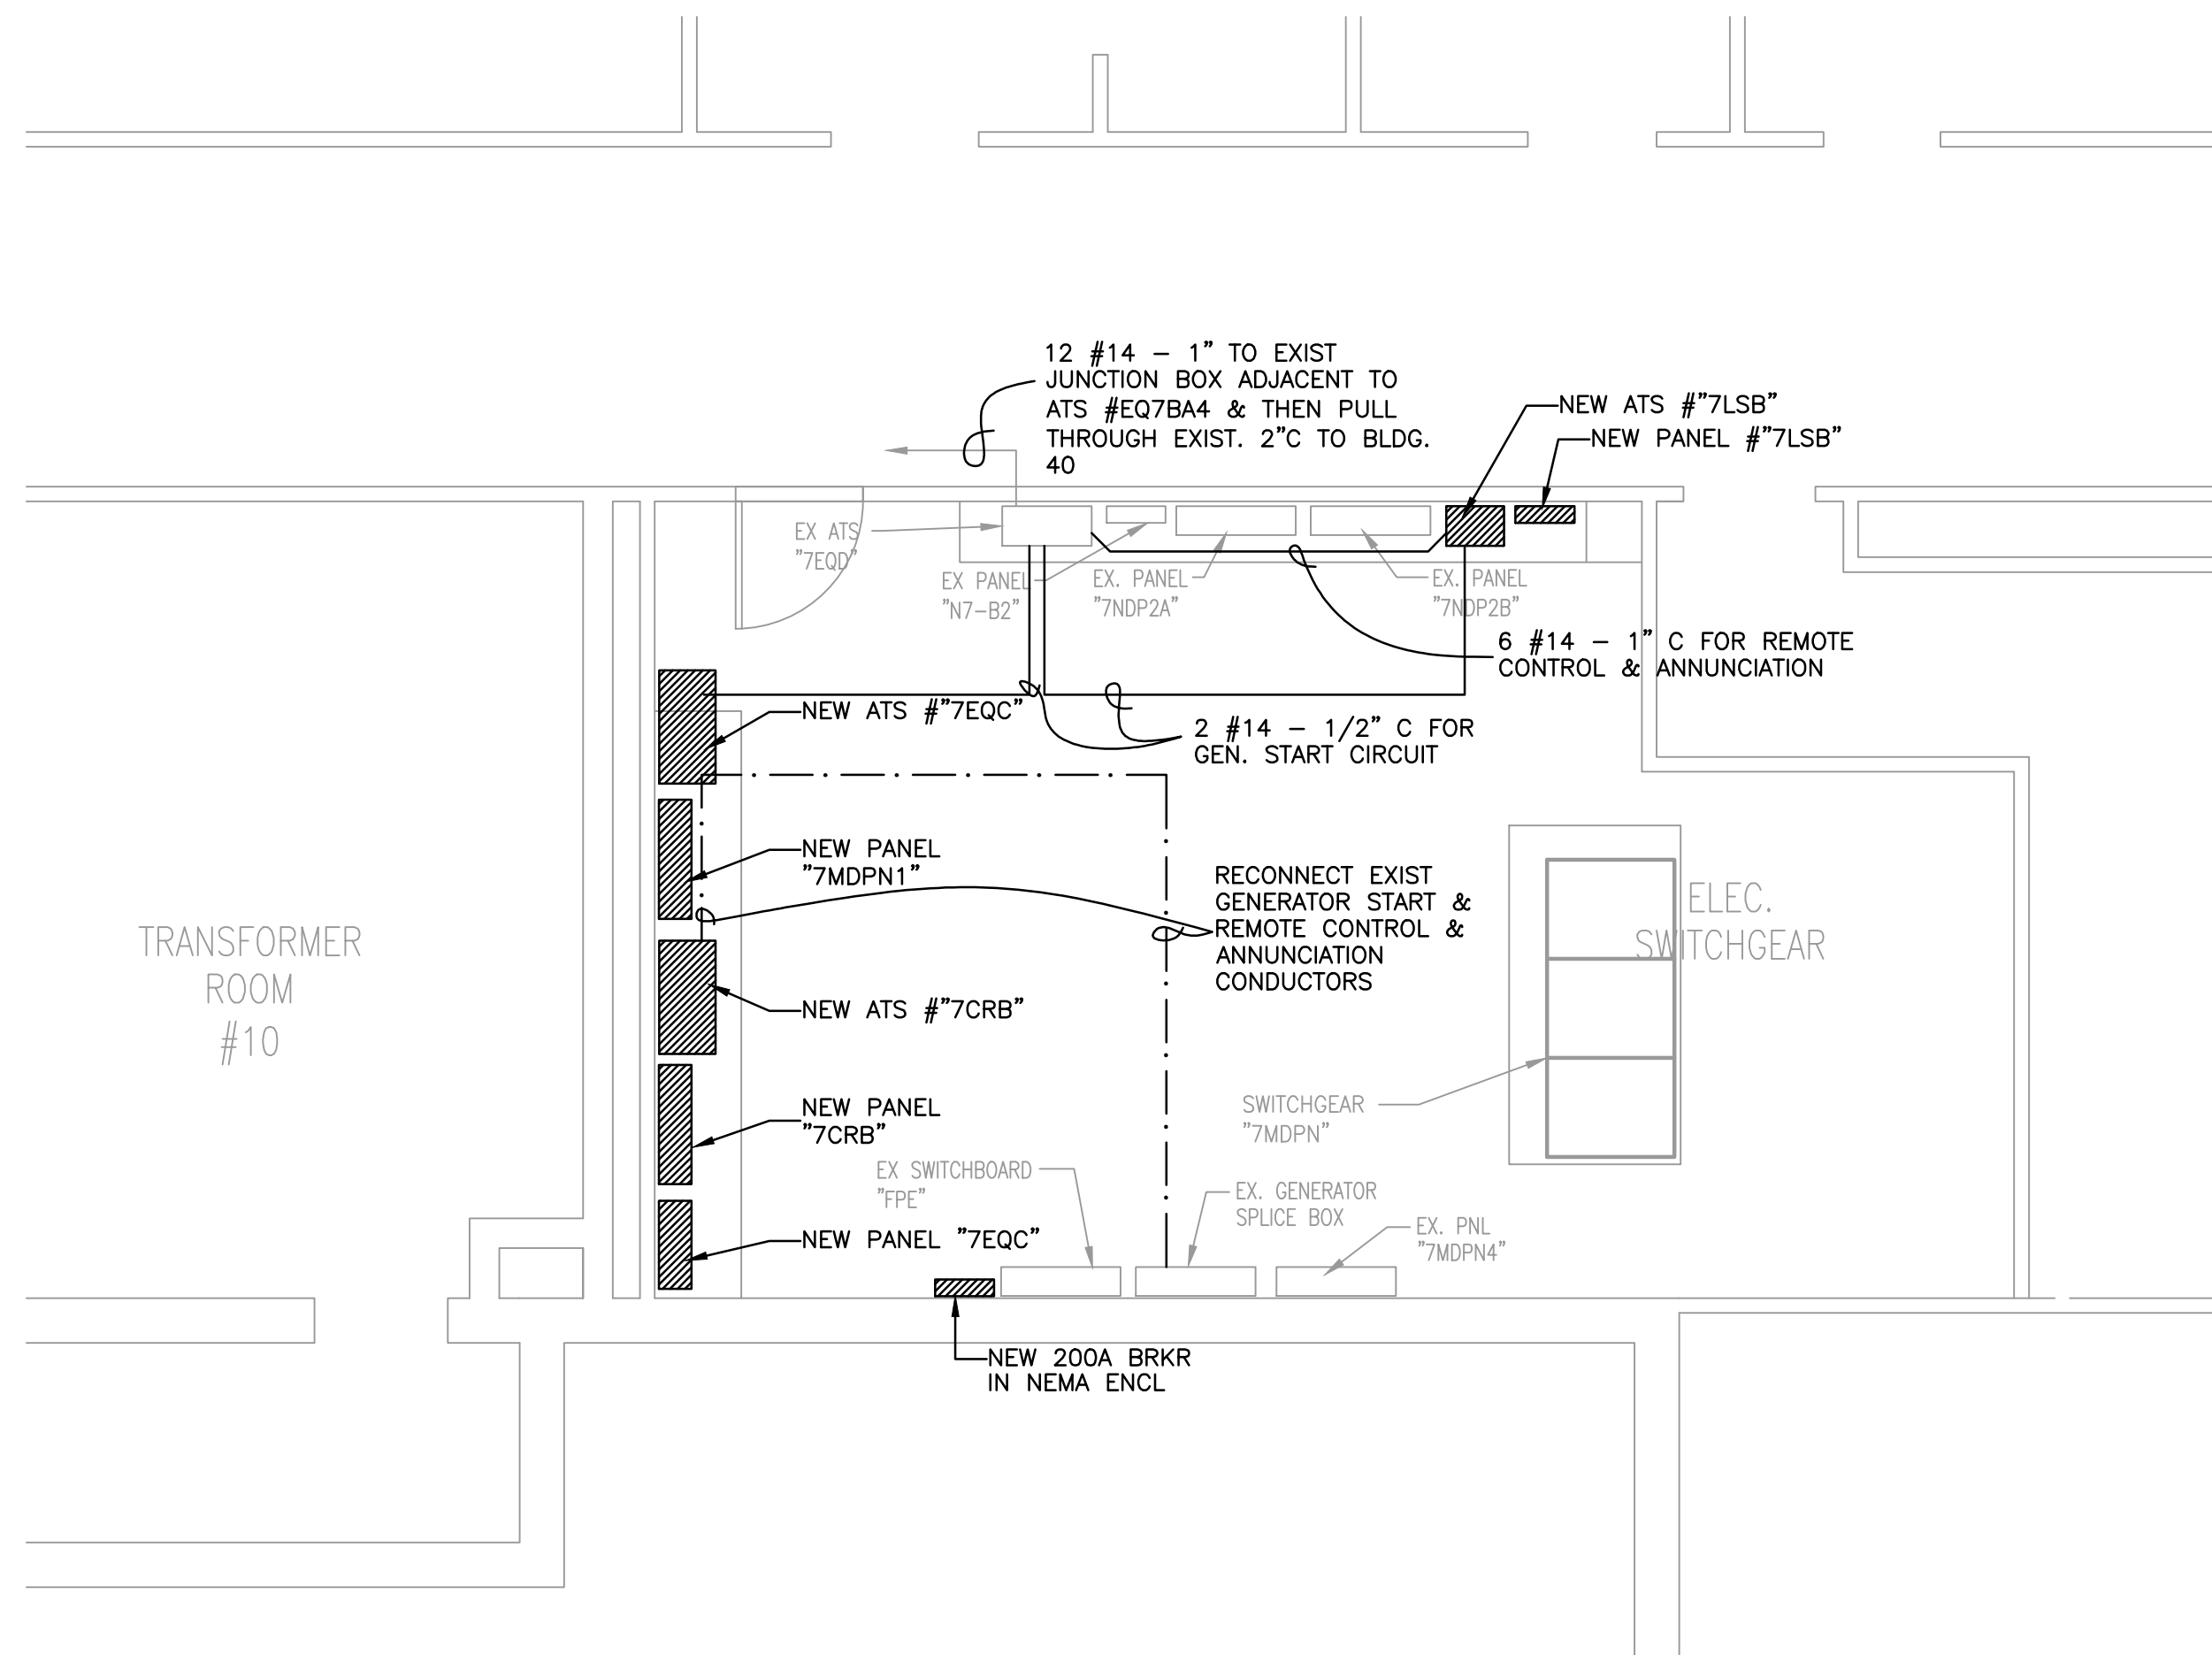 12 #14 - 1" TO EXIST
JUNCTION BOX ADJACENT TO
ATS #EQ7BA4 & THEN PULL
THROUGH EXIST. 2"C TO BLDG.
40
NEW ATS #"7LSB"
NEW PANEL #"7LSB"
EX ATS
"7EQD"
EX PANEL
"N7-B2"
EX. PANEL
"7NDP2A"
EX. PANEL
"7NDP2B"
6 #14 - 1" C FOR REMOTE
CONTROL & ANNUNCIATION
NEW ATS #"7EQC"
2 #14 - 1/2" C FOR
GEN. START CIRCUIT
NEW PANEL
"7MDPN1"
RECONNECT EXIST
GENERATOR START &
REMOTE CONTROL &
ANNUNCIATION
CONDUCTORS
ELEC.
SWITCHGEAR
TRANSFORMER
ROOM
#10
NEW ATS #"7CRB"
NEW PANEL
"7CRB"
SWITCHGEAR
"7MDPN"
EX SWITCHBOARD
"FPE"
EX. GENERATOR
SPLICE BOX
EX. PNL
"7MDPN4"
NEW PANEL "7EQC"
NEW 200A BRKR
IN NEMA ENCL